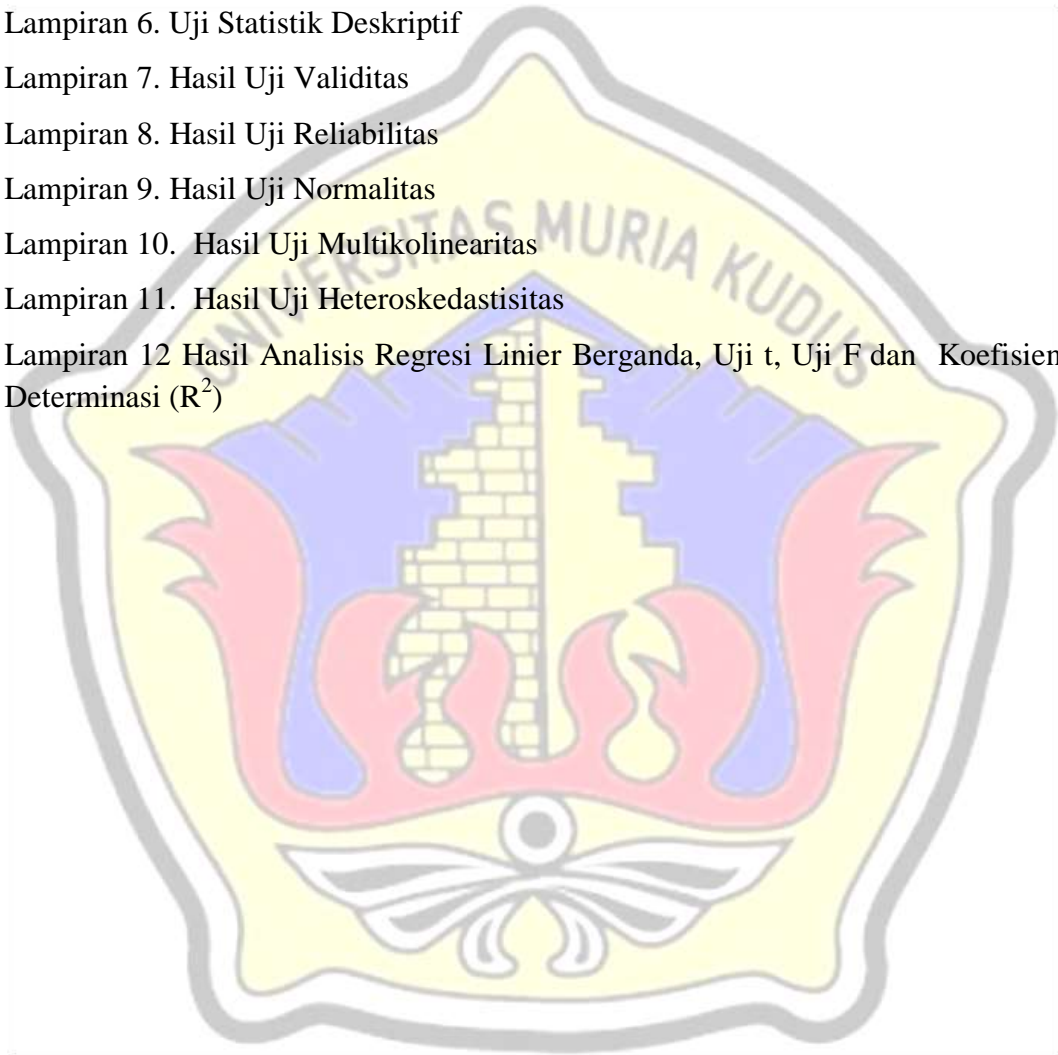 Lampiran 6. Uji Statistik Deskriptif
Lampiran 7. Hasil Uji Validitas
Lampiran 8. Hasil Uji Reliabilitas
Lampiran 9. Hasil Uji Normalitas
Lampiran 10.  Hasil Uji Multikolinearitas
Lampiran 11.  Hasil Uji Heteroskedastisitas
Lampiran 12 Hasil Analisis Regresi Linier Berganda, Uji t, Uji F dan  Koefisien
Determinasi (R²)
UNIVERSITAS MURIA KUDUS